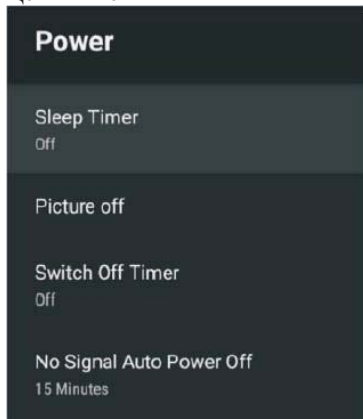 Power
Sleep Timer
Off
Picture off
Switch Off Timer
Off
No Signal Auto Power Off
15 Minutes